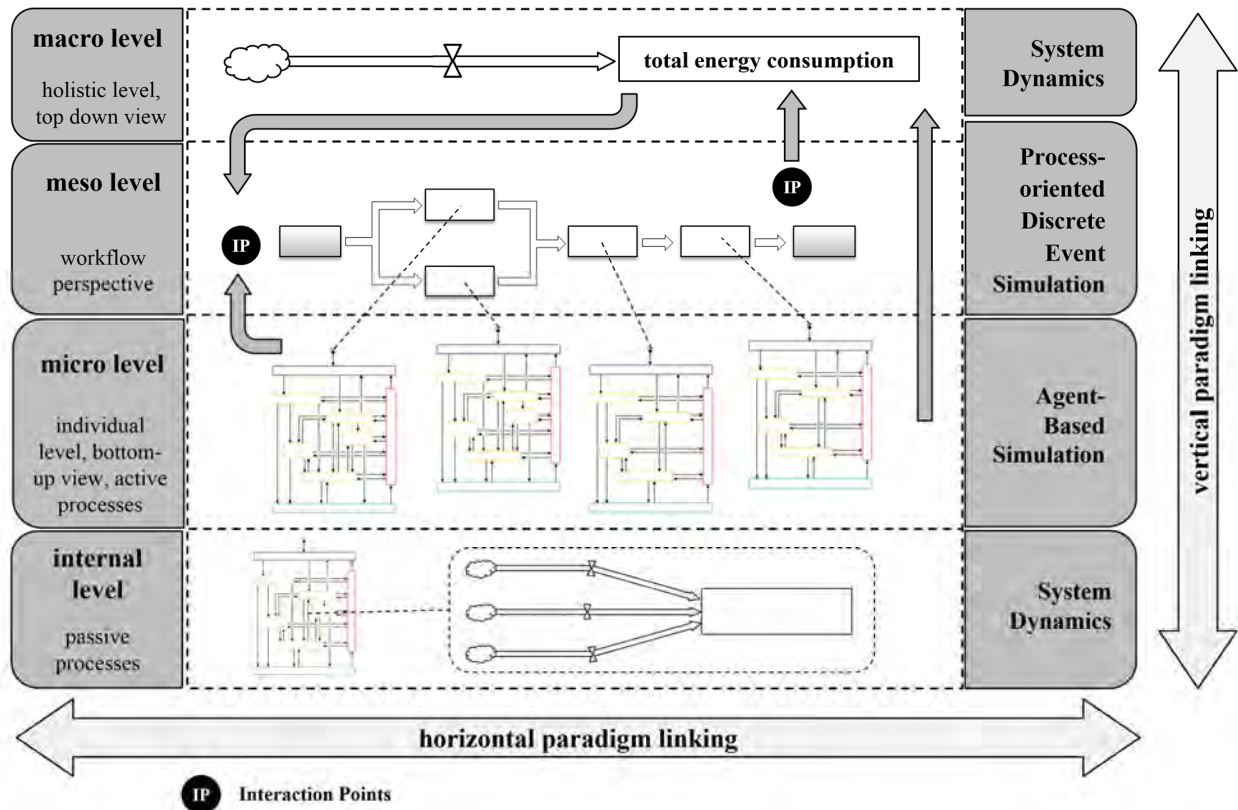 macro level
holistic level,
top down view
total energy consumption
System
Dynamics
meso level
workflow
perspective
IP
IP
Process-
oriented
Discrete
Event
Simulation
micro level
individual
level, bottom-
up view, active
processes
Agent-
Based
Simulation
internal
level
passive
processes
System
Dynamics
vertical paradigm linking
horizontal paradigm linking
IP Interaction Points